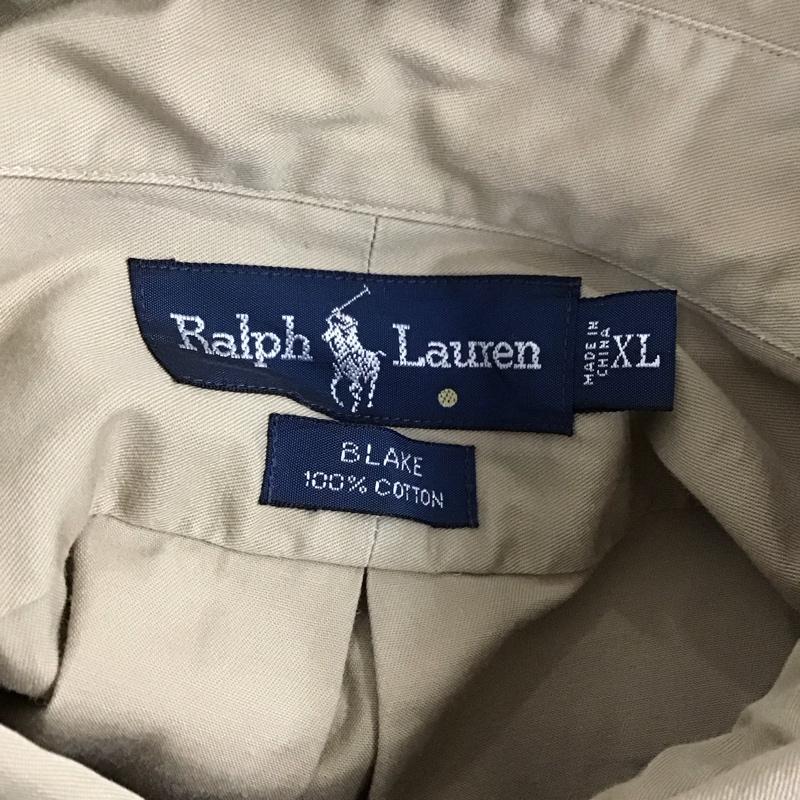 Ralph Lauren
MADE IN
CHINA
XL
BLAKE
100% COTTON